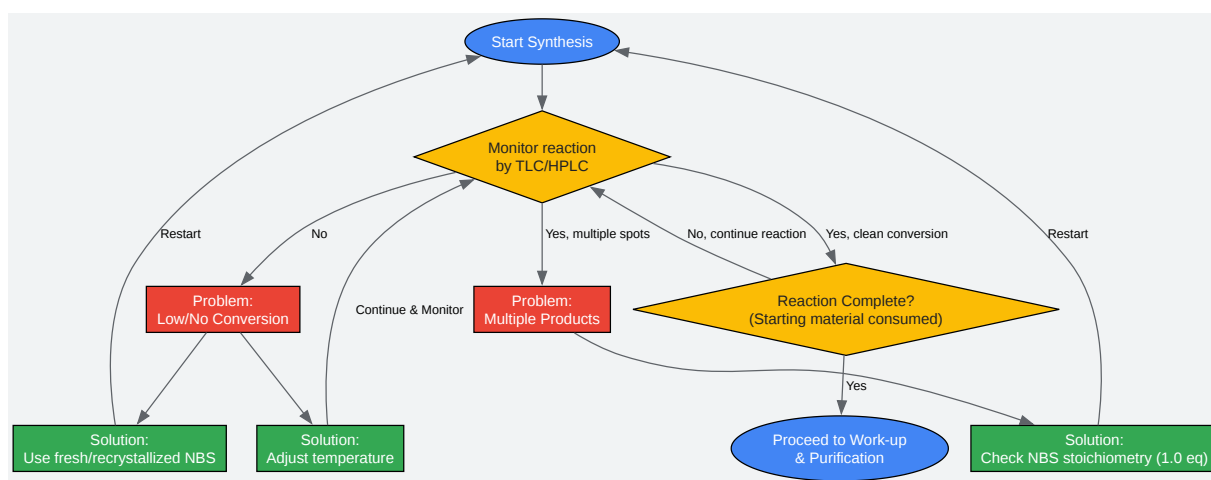 Start Synthesis
Monitor reaction
by TLC/HPLC
Restart
No
Yes, multiple spots
No, continue reaction
Yes, clean conversion
Restart
Problem:
Low/No Conversion
Continue & Monitor
Problem:
Multiple Products
Reaction Complete?
(Starting material consumed)
Yes
Solution:
Use fresh/recrystallized NBS
Solution:
Adjust temperature
Proceed to Work-up
& Purification
Solution:
Check NBS stoichiometry (1.0 eq)